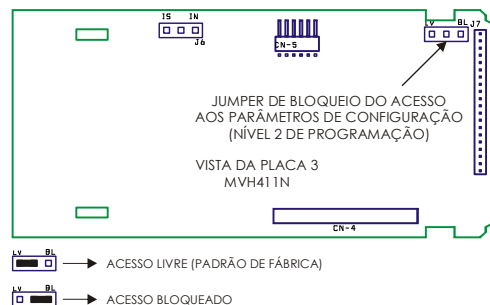 IS IN
J6
CN-5
LV BL J7
JUMPER DE BLOQUEIO DO ACESSO
AOS PARÂMETROS DE CONFIGURAÇÃO
(NÍVEL 2 DE PROGRAMAÇÃO)
VISTA DA PLACA 3
MVH411N
CN-4
LV BL
ACESSO LIVRE (PADRÃO DE FÁBRICA)
LV BL
ACESSO BLOQUEADO